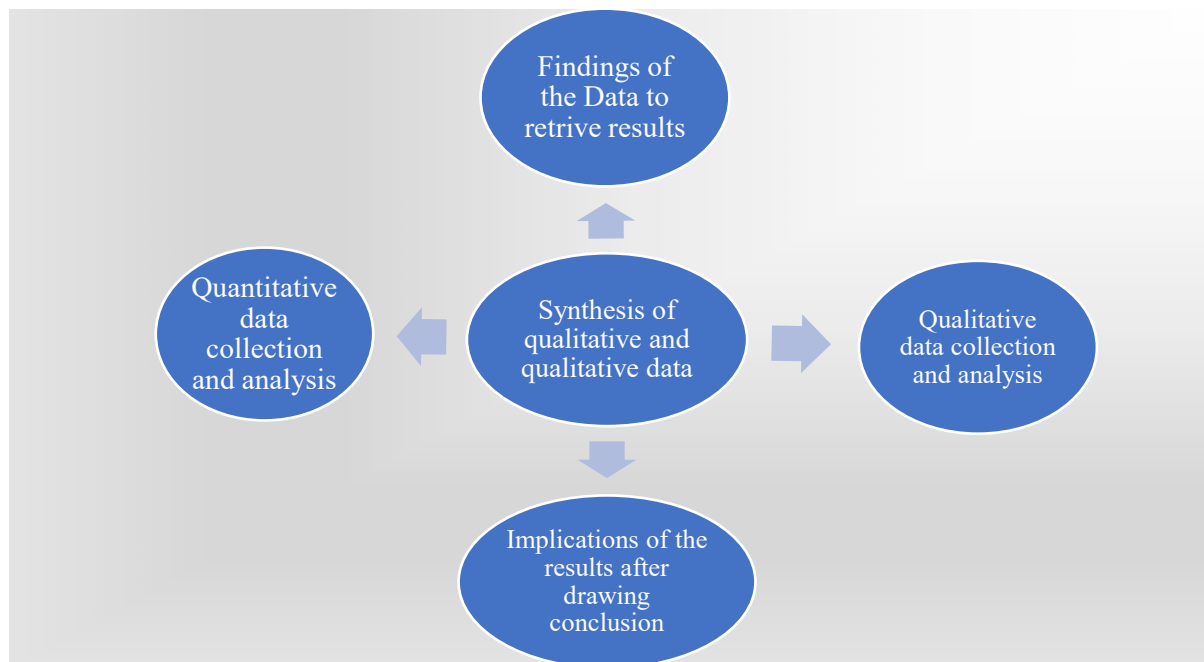 Findings of
the Data to
retrive results
Quantitative
data
collection
and analysis
Synthesis of
qualitative and
qualitative data
Qualitative
data collection
and analysis
Implications of the
results after
drawing
conclusion